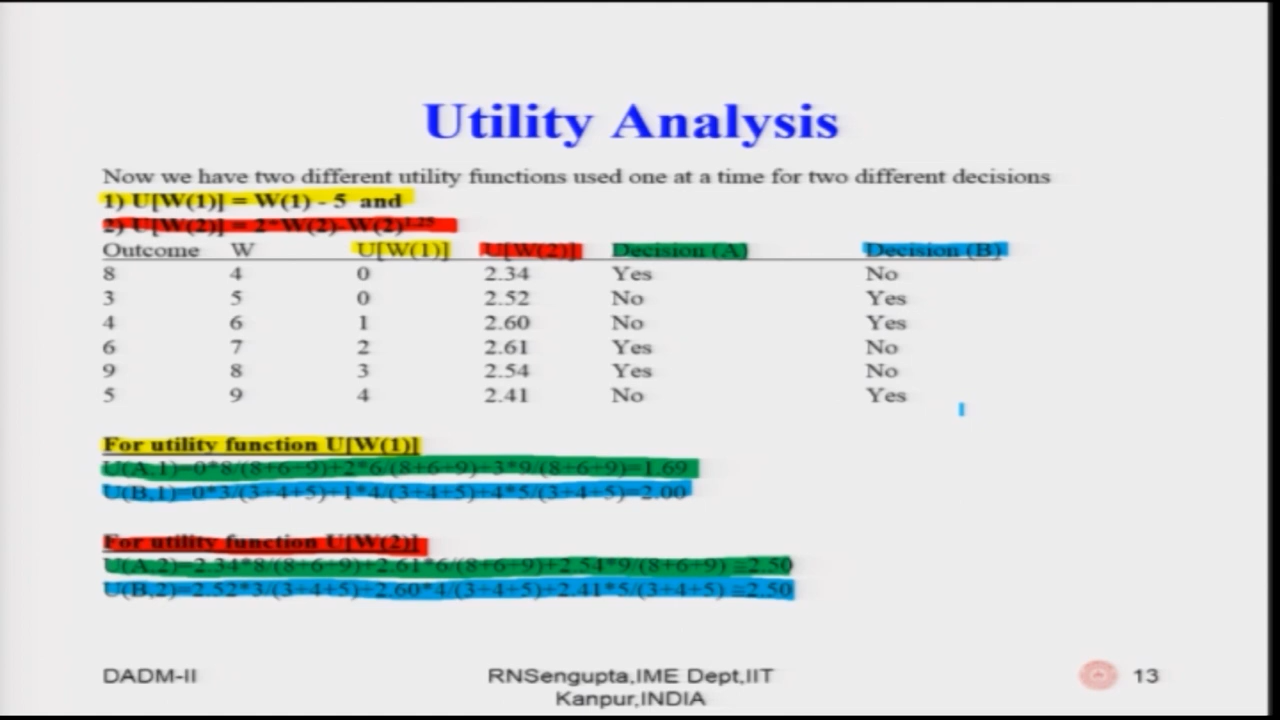 Utility Analysis
Now we have two different utility functions used one at a time for two different decisions
1) U[W(1)] = W(1) - 5 and
2) U[W(2)] = 2*W(2)-W(2)^1.25
Outcome W U[W(1)] U[W(2)] Decision (A) Decision (B)
8 4 0 2.34 Yes No
3 5 0 2.52 No Yes
4 6 1 2.60 No Yes
6 7 2 2.61 Yes No
9 8 3 2.54 Yes No
5 9 4 2.41 No Yes
For utility function U[W(1)]
U(A,1)=0*8/(8+6+9)+2*6/(8+6+9)+3*9/(8+6+9)=1.69
U(B,1)=0*3/(3+4+5)+1*4/(3+4+5)+4*5/(3+4+5)=2.00
For utility function U[W(2)]
U(A,2)=2.34*8/(8+6+9)+2.61*6/(8+6+9)+2.54*9/(8+6+9) ≅2.50
U(B,2)=2.52*3/(3+4+5)+2.60*4/(3+4+5)+2.41*5/(3+4+5) ≅2.50
DADM-II
RNSengupta,IME Dept,IIT
Kanpur,INDIA
13